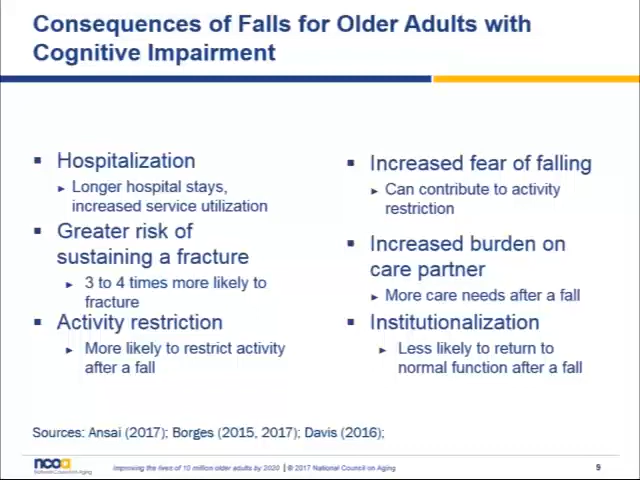 Consequences of Falls for Older Adults with
Cognitive Impairment
▪ Hospitalization
► Longer hospital stays,
increased service utilization
▪ Greater risk of
sustaining a fracture
► 3 to 4 times more likely to
fracture
▪ Activity restriction
► More likely to restrict activity
after a fall
▪ Increased fear of falling
► Can contribute to activity
restriction
▪ Increased burden on
care partner
► More care needs after a fall
▪ Institutionalization
► Less likely to return to
normal function after a fall
Sources: Ansai (2017); Borges (2015, 2017); Davis (2016);
ncoa
National Council on Aging
Improving the lives of 10 million older adults by 2020 | © 2017 National Council on Aging
9